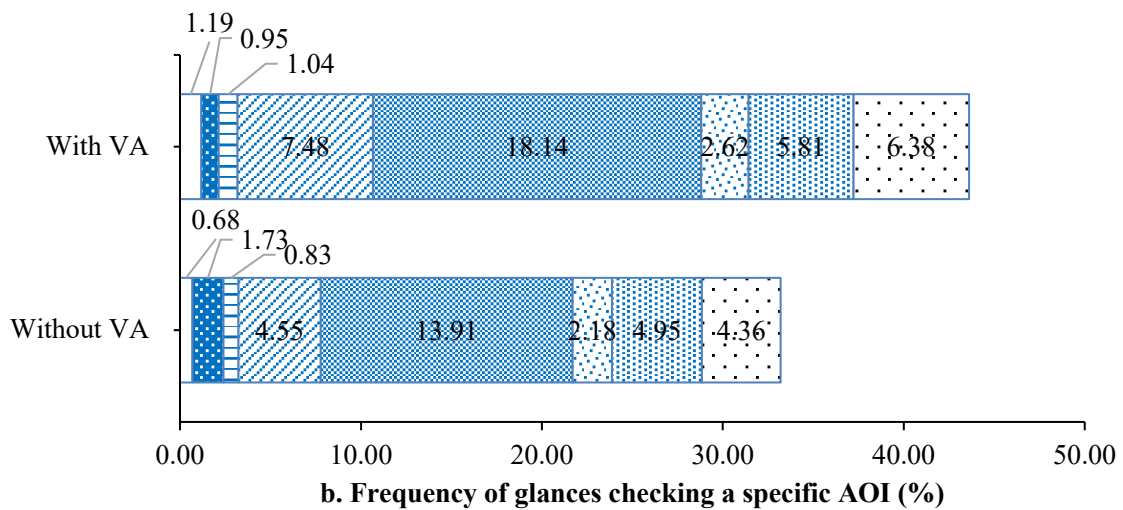 1.19
0.95
1.04
With VA
7.48 18.14 2.62 5.81 6.38
0.68
1.73
0.83
Without VA
4.55 13.91 2.18 4.95 4.36
0.00 10.00 20.00 30.00 40.00 50.00
b. Frequency of glances checking a specific AOI (%)